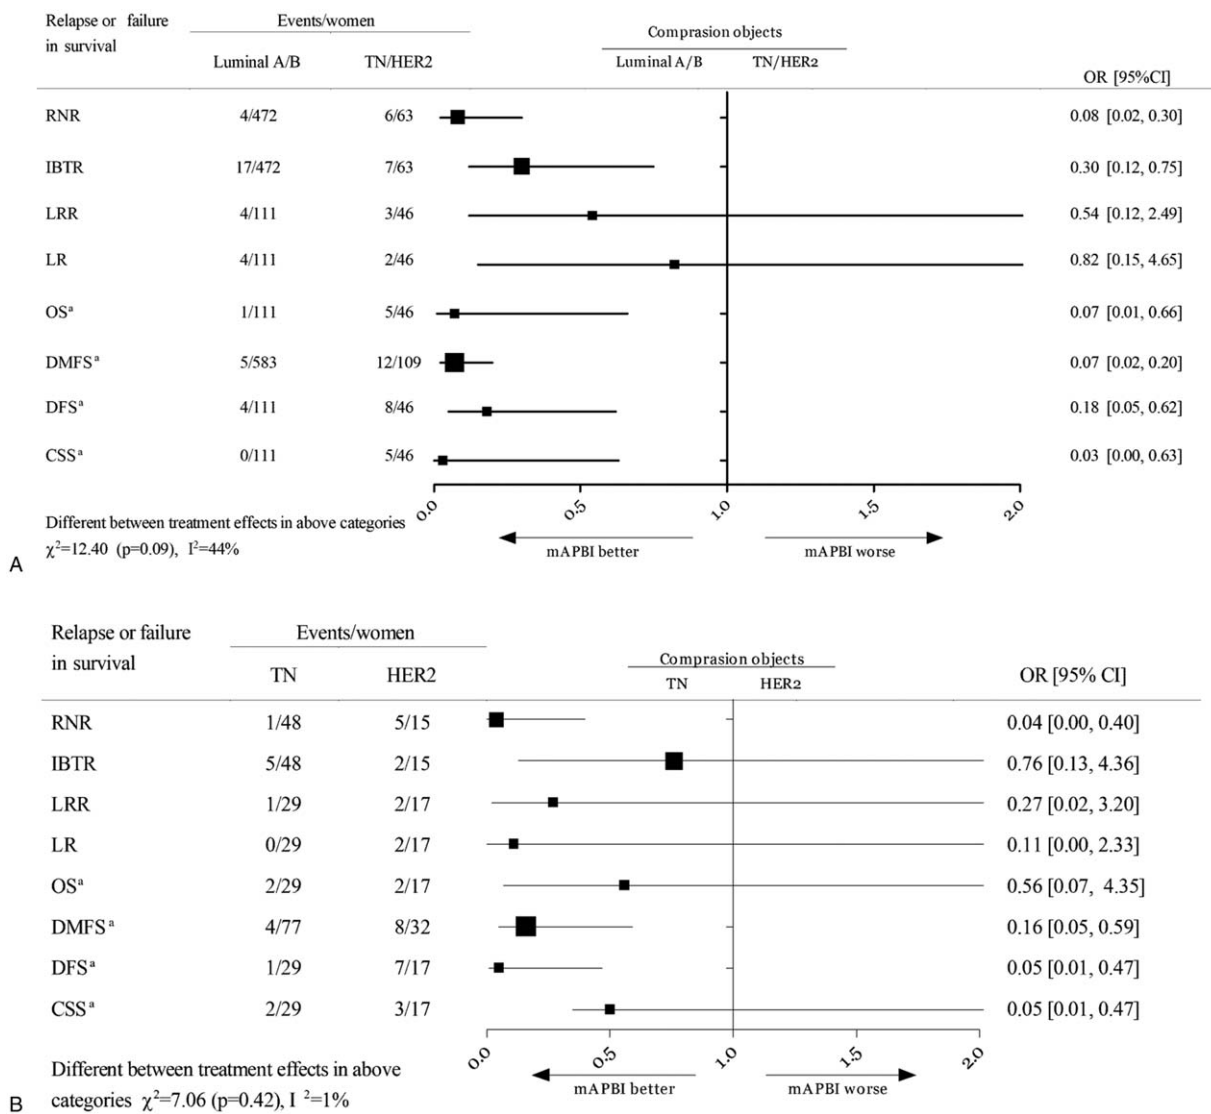 Relapse or failure in survival Events/women Comprasion objects
Luminal A/B TN/HER2 Luminal A/B TN/HER2 OR [95%CI]
RNR 4/472 6/63 0.08 [0.02, 0.30]
IBTR 17/472 7/63 0.30 [0.12, 0.75]
LRR 4/111 3/46 0.54 [0.12, 2.49]
LR 4/111 2/46 0.82 [0.15, 4.65]
OSª 1/111 5/46 0.07 [0.01, 0.66]
DMFSª 5/583 12/109 0.07 [0.02, 0.20]
DFSª 4/111 8/46 0.18 [0.05, 0.62]
CSSª 0/111 5/46 0.03 [0.00, 0.63]
0.0 0.5 1.0 1.5 2.0
Different between treatment effects in above categories
χ²=12.40 (p=0.09), I²=44%
mAPBI better mAPBI worse
A
Relapse or failure in survival Events/women Comprasion objects
TN HER2 TN HER2 OR [95% CI]
RNR 1/48 5/15 0.04 [0.00, 0.40]
IBTR 5/48 2/15 0.76 [0.13, 4.36]
LRR 1/29 2/17 0.27 [0.02, 3.20]
LR 0/29 2/17 0.11 [0.00, 2.33]
OSª 2/29 2/17 0.56 [0.07, 4.35]
DMFSª 4/77 8/32 0.16 [0.05, 0.59]
DFSª 1/29 7/17 0.05 [0.01, 0.47]
CSSª 2/29 3/17 0.05 [0.01, 0.47]
0.0 0.5 1.0 1.5 2.0
Different between treatment effects in above
categories χ²=7.06 (p=0.42), I ²=1%
mAPBI better mAPBI worse
B